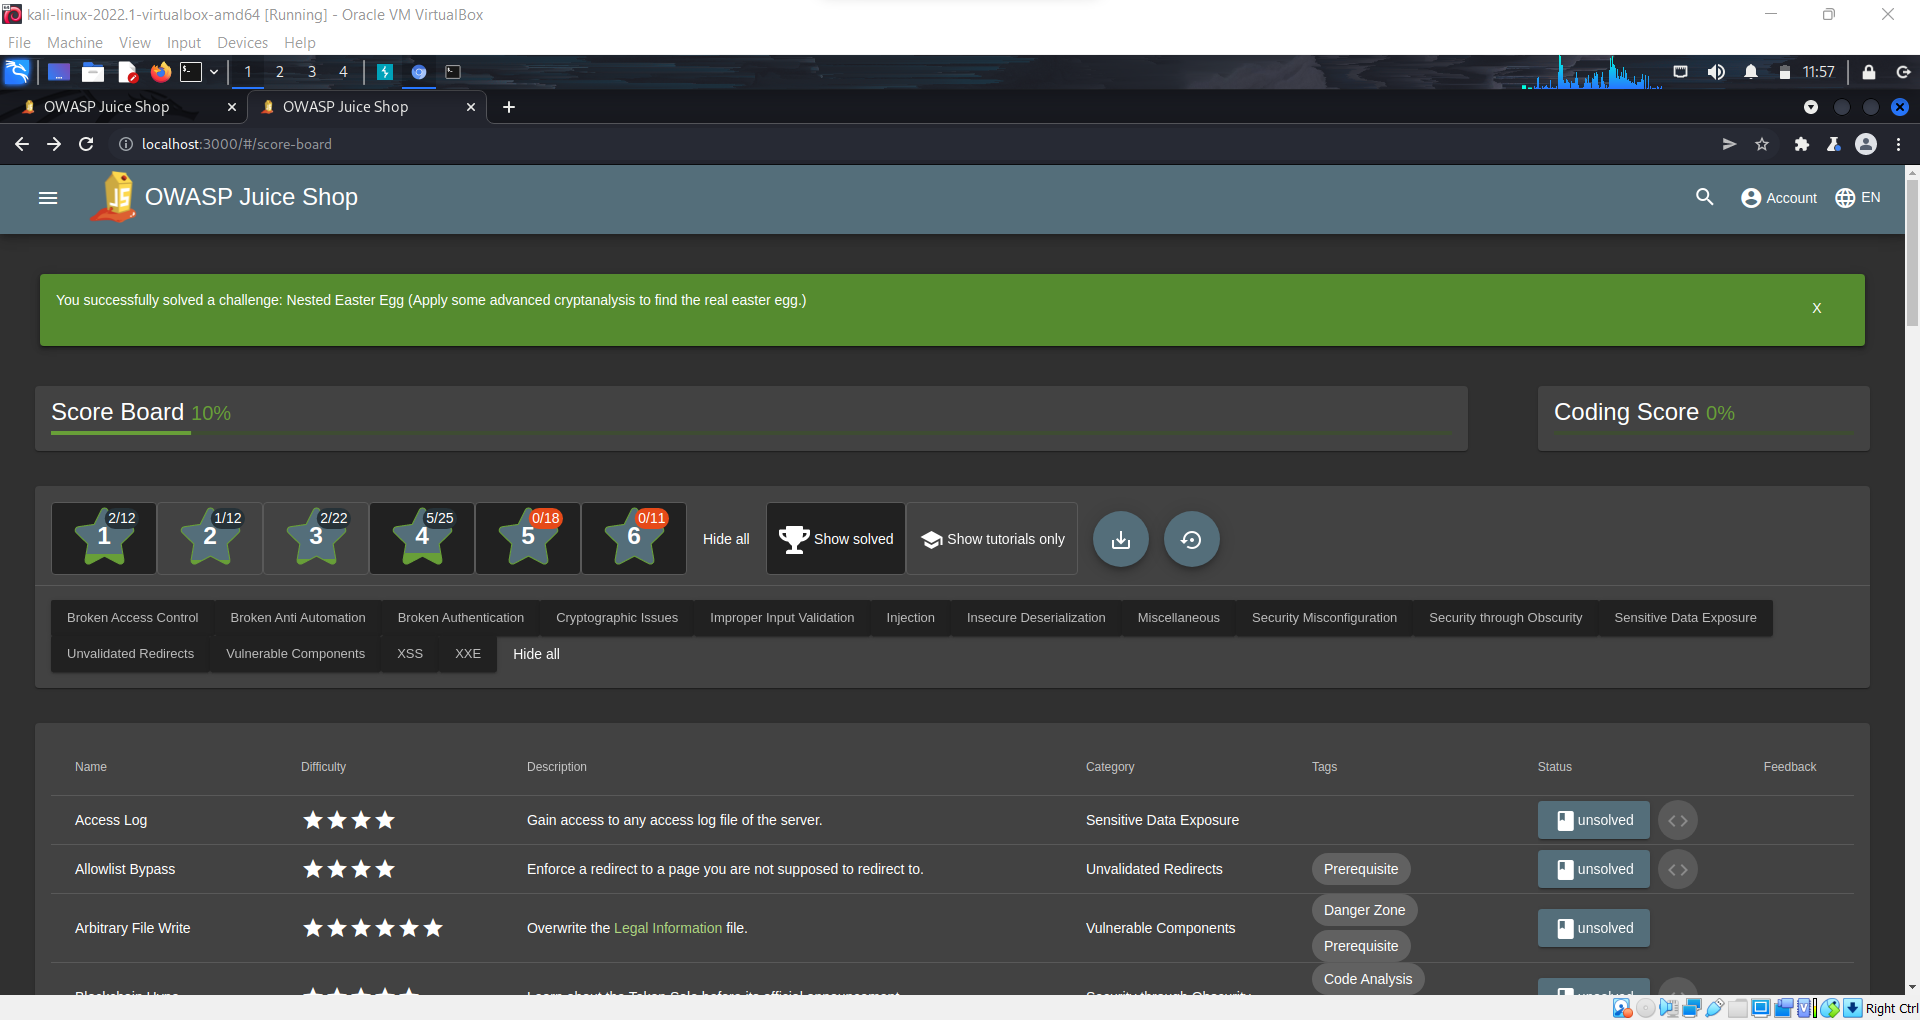 kali-linux-2022.1-virtualbox-amd64 [Running] - Oracle VM VirtualBox
File Machine View Input Devices Help
1 2 3 4 11:57
OWASP Juice Shop OWASP Juice Shop
localhost:3000/#/score-board
OWASP Juice Shop Account EN
You successfully solved a challenge: Nested Easter Egg (Apply some advanced cryptanalysis to find the real easter egg.) X
Score Board 10% Coding Score 0%
1 2/12 2 1/12 3 2/22 4 5/25 5 0/18 6 0/11 Hide all Show solved Show tutorials only
Broken Access Control Broken Anti Automation Broken Authentication Cryptographic Issues Improper Input Validation Injection Insecure Deserialization Miscellaneous Security Misconfiguration Security through Obscurity Sensitive Data Exposure
Unvalidated Redirects Vulnerable Components XSS XXE Hide all
Name Difficulty Description Category Tags Status Feedback
Access Log Gain access to any access log file of the server. Sensitive Data Exposure unsolved
Allowlist Bypass Enforce a redirect to a page you are not supposed to redirect to. Unvalidated Redirects Prerequisite unsolved
Danger Zone
Arbitrary File Write Overwrite the Legal Information file. Vulnerable Components unsolved
Prerequisite
Code Analysis
Right Ctrl